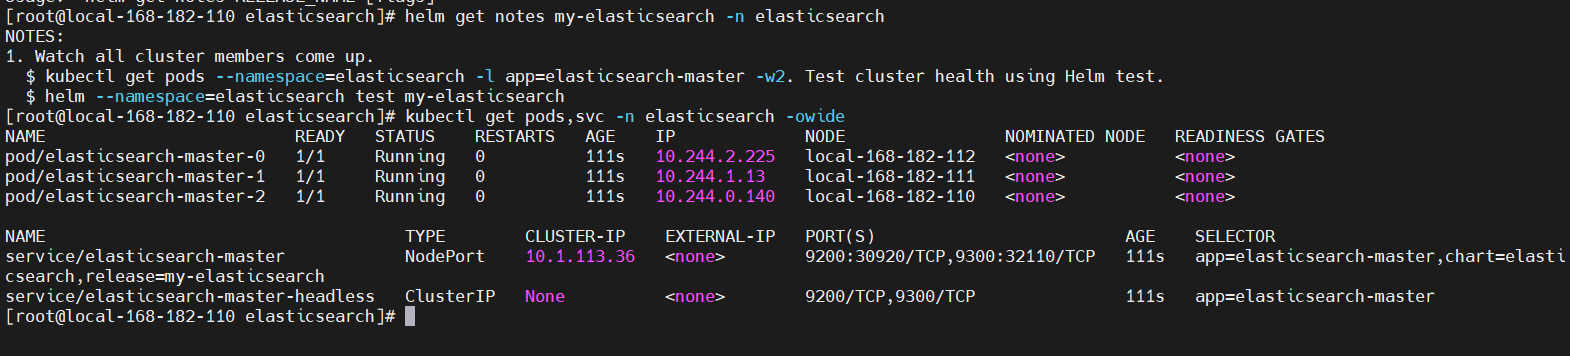 [root@local-168-182-110 elasticsearch]# helm get notes my-elasticsearch -n elasticsearch
NOTES:
1. Watch all cluster members come up.
  $ kubectl get pods --namespace=elasticsearch -l app=elasticsearch-master -w2. Test cluster health using Helm test.
  $ helm --namespace=elasticsearch test my-elasticsearch
[root@local-168-182-110 elasticsearch]# kubectl get pods,svc -n elasticsearch -owide
NAME                         READY   STATUS    RESTARTS   AGE    IP             NODE                NOMINATED NODE   READINESS GATES
pod/elasticsearch-master-0   1/1     Running   0          111s   10.244.2.225   local-168-182-112   <none>           <none>
pod/elasticsearch-master-1   1/1     Running   0          111s   10.244.1.13    local-168-182-111   <none>           <none>
pod/elasticsearch-master-2   1/1     Running   0          111s   10.244.0.140   local-168-182-110   <none>           <none>
NAME                                    TYPE        CLUSTER-IP    EXTERNAL-IP   PORT(S)                         AGE    SELECTOR
service/elasticsearch-master            NodePort    10.1.113.36   <none>        9200:30920/TCP,9300:32110/TCP   111s   app=elasticsearch-master,chart=elasti
csearch,release=my-elasticsearch
service/elasticsearch-master-headless   ClusterIP   None          <none>        9200/TCP,9300/TCP               111s   app=elasticsearch-master
[root@local-168-182-110 elasticsearch]#